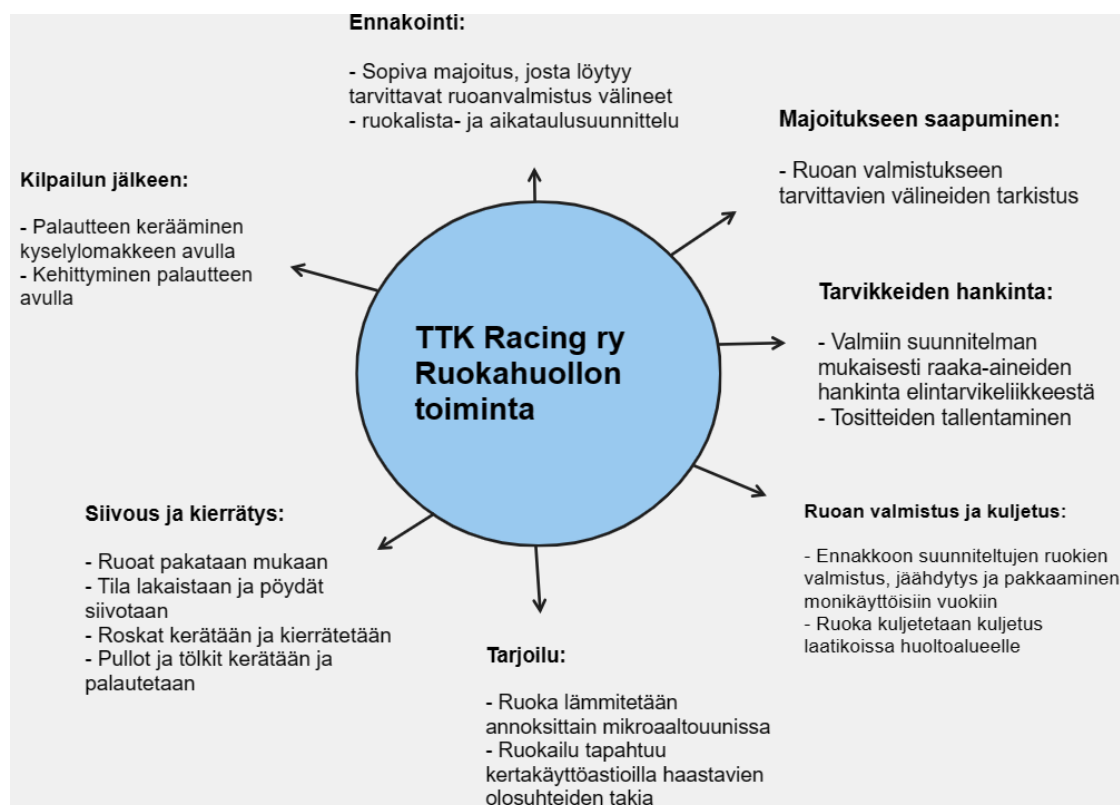 Ennakointi:
- Sopiva majoitus, josta löytyy
tarvittavat ruoanvalmistus välineet
- ruokalista- ja aikataulusuunnittelu
Majoitukseen saapuminen:
- Ruoan valmistukseen
tarvittavien välineiden tarkistus
Tarvikkeiden hankinta:
- Valmiin suunnitelman
mukaisesti raaka-aineiden
hankinta elintarvikeliikkeestä
- Tositteiden tallentaminen
Ruoan valmistus ja kuljetus:
- Ennakkoon suunniteltujen ruokien
valmistus, jäähdytys ja pakkaaminen
monikäyttöisiin vuokiin
- Ruoka kuljetetaan kuljetus
laatikoissa huoltoalueelle
Tarjoilu:
- Ruoka lämmitetään
annoksittain mikroaaltouunissa
- Ruokailu tapahtuu
kertakäyttöastioilla haastavien
olosuhteiden takia
Siivous ja kierrätys:
- Ruoat pakataan mukaan
- Tila lakaistaan ja pöydät
siivotaan
- Roskat kerätään ja kierrätetään
- Pullot ja tölkit kerätään ja
palautetaan
Kilpailun jälkeen:
- Palautteen kerääminen
kyselylomakkeen avulla
- Kehittyminen palautteen
avulla
TTK Racing ry
Ruokahuollon
toiminta